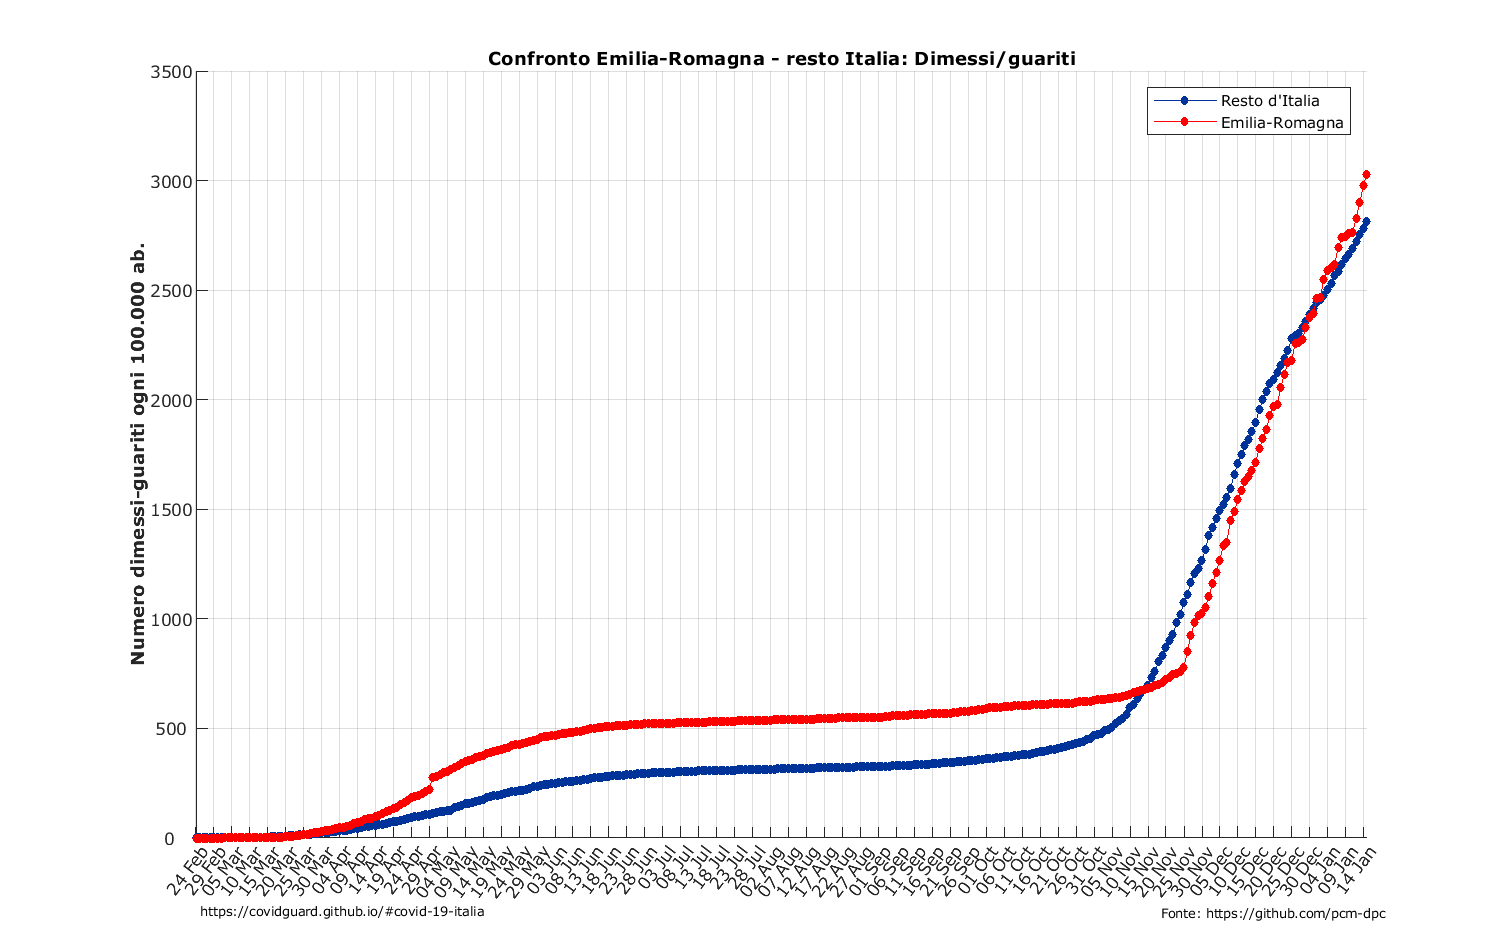 Confronto Emilia-Romagna - resto Italia: Dimessi/guariti
Numero dimessi-guariti ogni 100.000 ab.
3500
3000
2500
2000
1500
1000
500
0
Resto d'Italia
Emilia-Romagna
24 Feb
29 Feb
05 Mar
10 Mar
15 Mar
20 Mar
25 Mar
30 Mar
04 Apr
09 Apr
14 Apr
19 Apr
24 Apr
29 Apr
04 May
09 May
14 May
19 May
24 May
29 May
03 Jun
08 Jun
13 Jun
18 Jun
23 Jun
28 Jun
03 Jul
08 Jul
13 Jul
18 Jul
23 Jul
28 Jul
02 Aug
07 Aug
12 Aug
17 Aug
22 Aug
27 Aug
01 Sep
06 Sep
11 Sep
16 Sep
21 Sep
26 Sep
01 Oct
06 Oct
11 Oct
16 Oct
21 Oct
26 Oct
31 Oct
05 Nov
10 Nov
15 Nov
20 Nov
25 Nov
30 Nov
05 Dec
10 Dec
15 Dec
20 Dec
25 Dec
30 Dec
04 Jan
09 Jan
14 Jan
https://covidguard.github.io/#covid-19-italia
Fonte: https://github.com/pcm-dpc